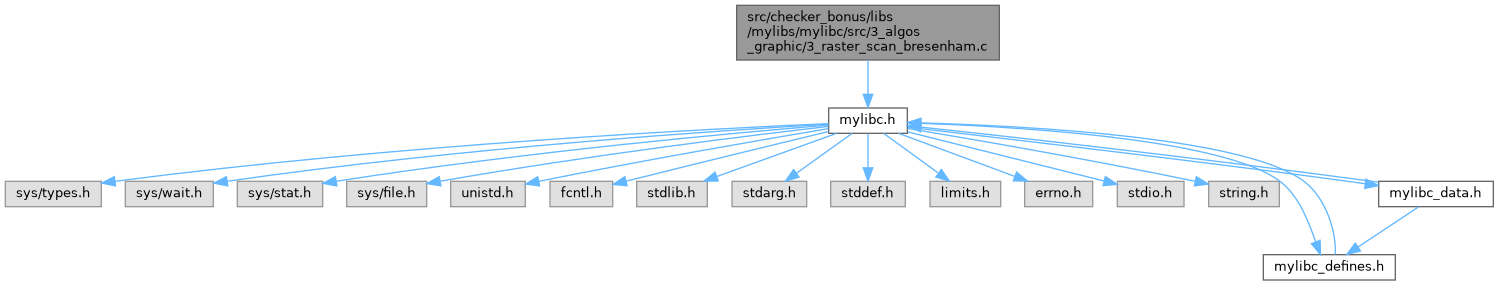 src/checker_bonus/libs
/mylibs/mylibc/src/3_algos
_graphic/3_raster_scan_bresenham.c
mylibc.h
sys/types.h
sys/wait.h
sys/stat.h
sys/file.h
unistd.h
fcntl.h
stdlib.h
stdarg.h
stddef.h
limits.h
errno.h
stdio.h
string.h
mylibc_data.h
mylibc_defines.h